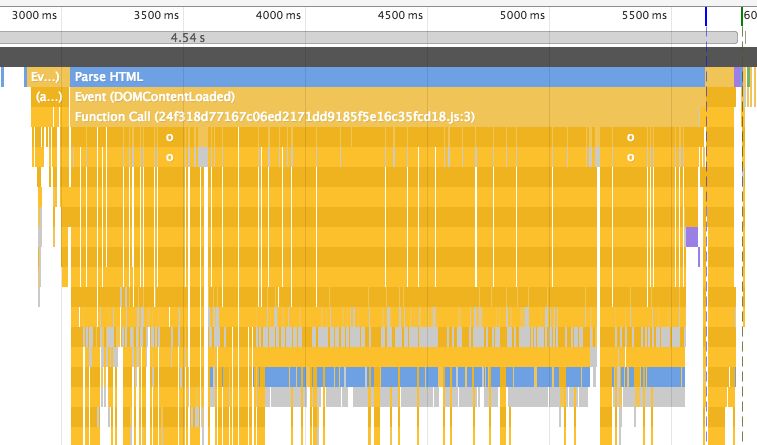 3000 ms 3500 ms 4000 ms 4500 ms 5000 ms 5500 ms 60
4.54 s
Ev...) Parse HTML
(a...) Event (DOMContentLoaded)
Function Call (24f318d77167c06ed2171dd9185f5e16c35fcd18.js:3)
o o
o o